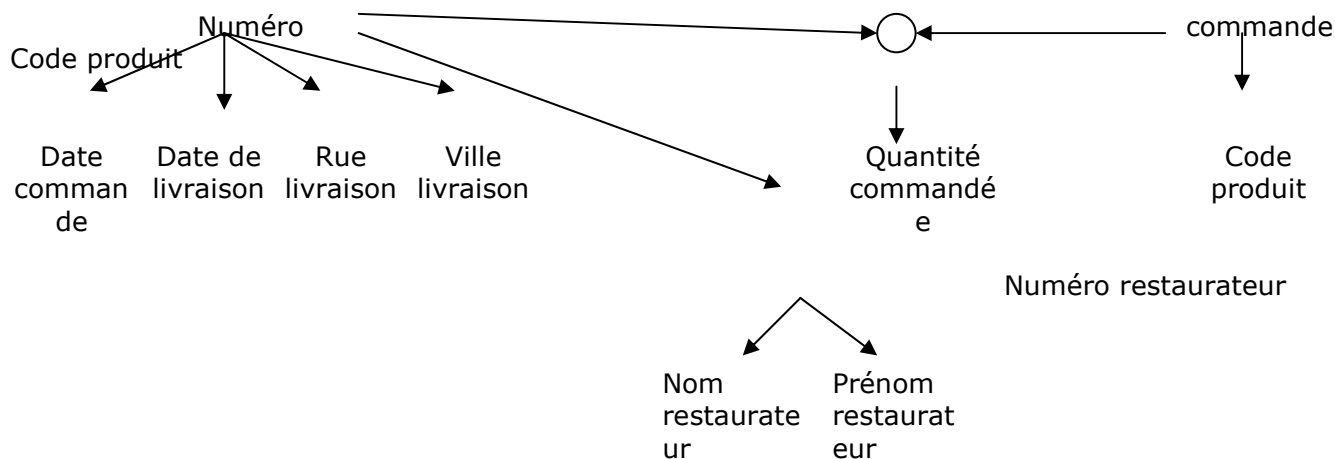 Numéro
commande
Code produit
Date
comman
de
Date de
livraison
Rue
livraison
Ville
livraison
Quantité
commandé
e
Code
produit
Numéro restaurateur
Nom
restaurate
ur
Prénom
restaurat
eur